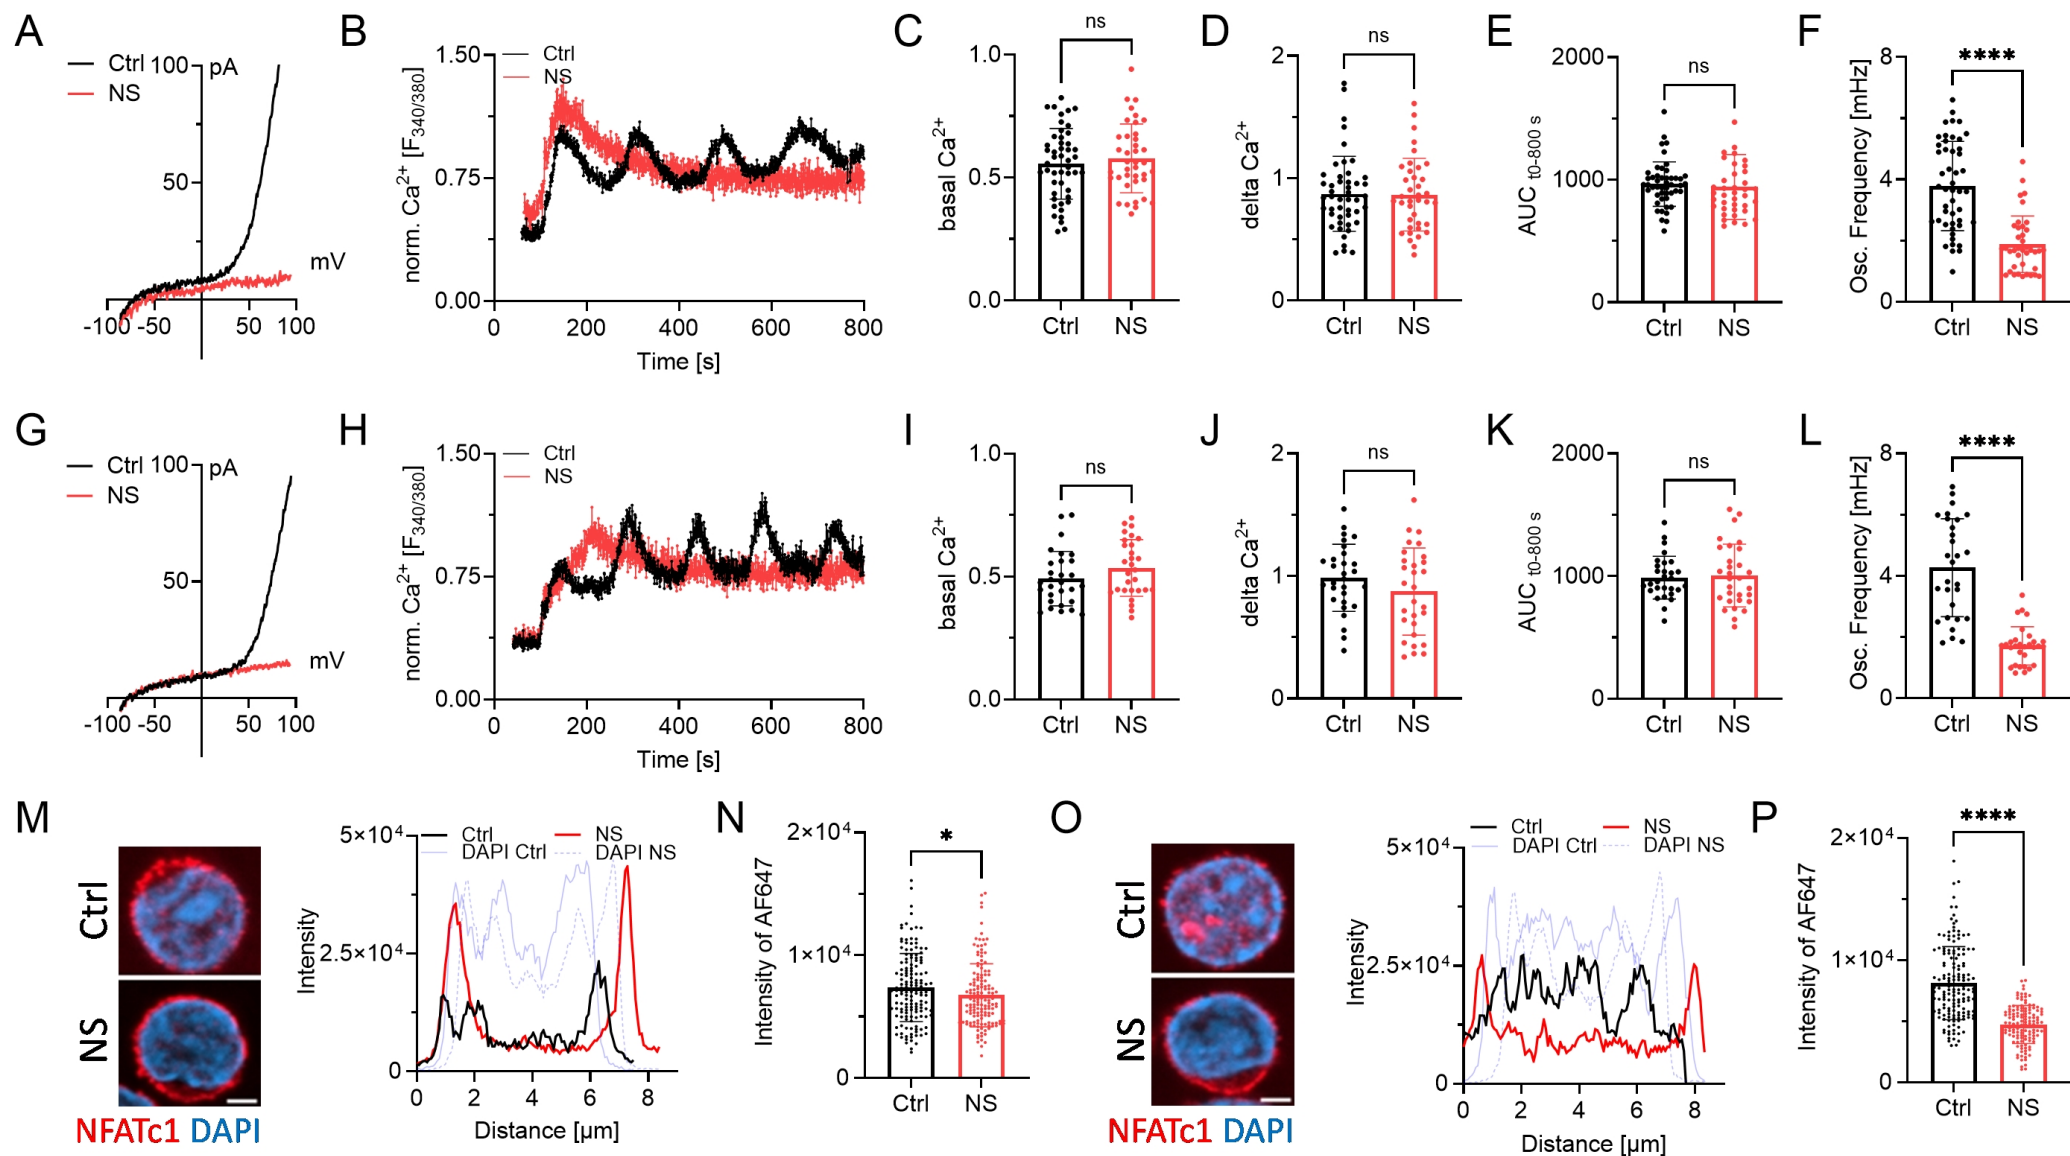 A
Ctrl
NS
100
pA
50
mV
-100
-50
50
100
B
Ctrl
NS
1.50
0.75
0.00
norm. Ca2+ [F340/380]
0
200
400
600
800
Time [s]
C
ns
1.0
0.5
0.0
basal Ca2+
Ctrl
NS
D
ns
2
1
0
delta Ca2+
Ctrl
NS
E
ns
2000
1000
0
AUC t0-800 s
Ctrl
NS
F
****
8
4
0
Osc. Frequency [mHz]
Ctrl
NS
G
Ctrl
NS
100
pA
50
mV
-100
-50
50
100
H
Ctrl
NS
1.50
0.75
0.00
norm. Ca2+ [F340/380]
0
200
400
600
800
Time [s]
I
ns
1.0
0.5
0.0
basal Ca2+
Ctrl
NS
J
ns
2
1
0
delta Ca2+
Ctrl
NS
K
ns
2000
1000
0
AUC t0-800 s
Ctrl
NS
L
****
8
4
0
Osc. Frequency [mHz]
Ctrl
NS
M
Ctrl
NS
NFATc1 DAPI
Ctrl
NS
DAPI Ctrl
DAPI NS
5×10⁴
2.5×10⁴
0
Intensity
0
2
4
6
8
Distance [µm]
N
*
2×10⁴
1×10⁴
0
Intensity of AF647
Ctrl
NS
O
Ctrl
NS
NFATc1 DAPI
Ctrl
NS
DAPI Ctrl
DAPI NS
5×10⁴
2.5×10⁴
0
Intensity
0
2
4
6
8
Distance [µm]
P
****
2×10⁴
1×10⁴
0
Intensity of AF647
Ctrl
NS